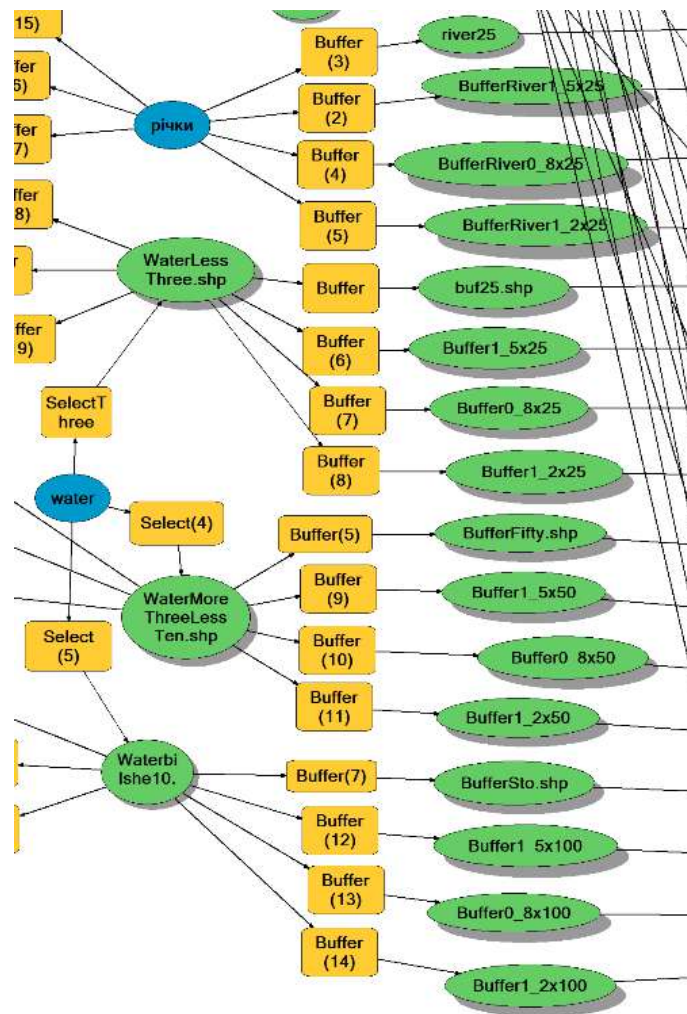 15)
Buffer
(3)
river25
ffer
6)
Buffer
(2)
BufferRiver1_5x25
річки
ffer
7)
Buffer
(4)
BufferRiver0_8x25
ffer
8)
Buffer
(5)
BufferRiver1_2x25
WaterLess
Three.shp
r
Buffer
buf25.shp
ffer
9)
Buffer
(6)
Buffer1_5x25
SelectT
hree
Buffer
(7)
Buffer0_8x25
Buffer
(8)
Buffer1_2x25
water
Select(4)
Buffer(5)
BufferFifty.shp
WaterMore
ThreeLess
Ten.shp
Buffer
(9)
Buffer1_5x50
Select
(5)
Buffer
(10)
Buffer0_8x50
Buffer
(11)
Buffer1_2x50
Waterbi
lshe10.
Buffer(7)
BufferSto.shp
Buffer
(12)
Buffer1_5x100
Buffer
(13)
Buffer0_8x100
Buffer
(14)
Buffer1_2x100